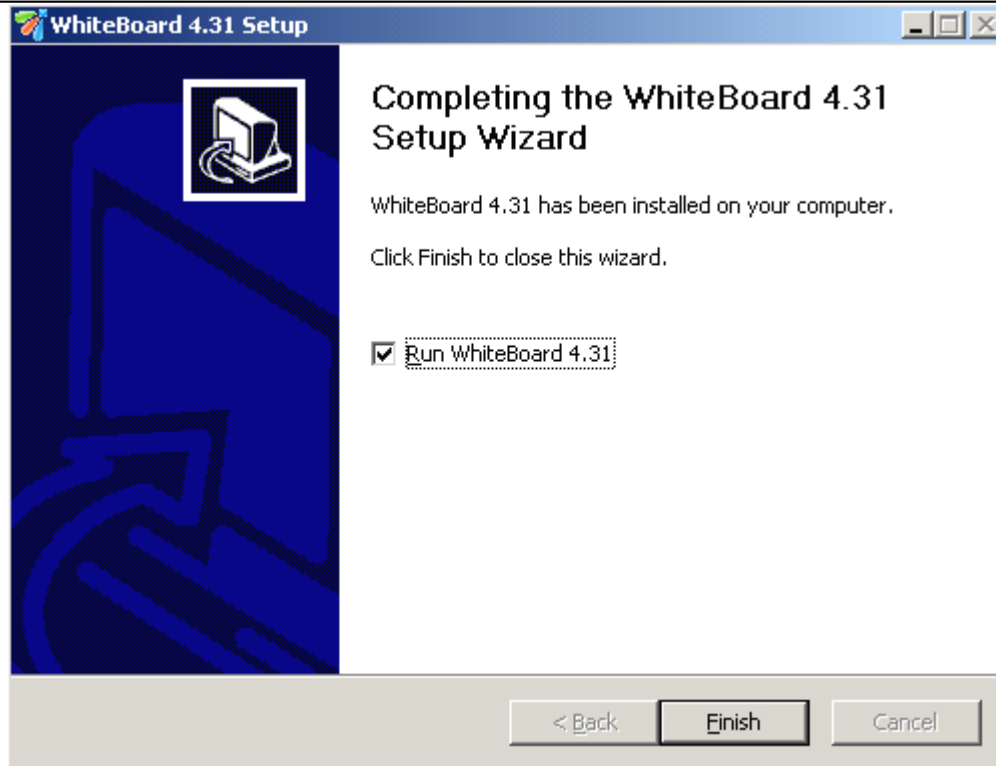 WhiteBoard 4.31 Setup
Completing the WhiteBoard 4.31
Setup Wizard
WhiteBoard 4.31 has been installed on your computer.
Click Finish to close this wizard.
Run WhiteBoard 4.31
< Back Finish Cancel